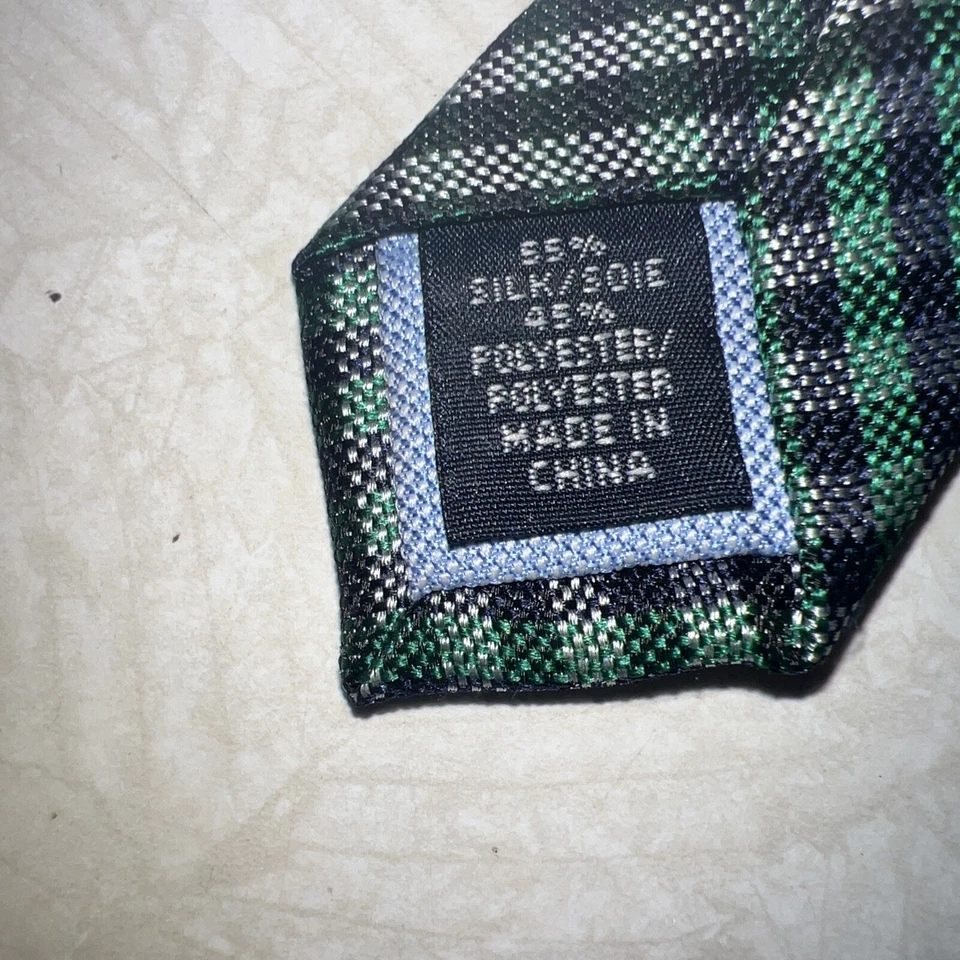 55%
SILK/SOIE
45%
POLYESTER/
POLYESTER
MADE IN
CHINA